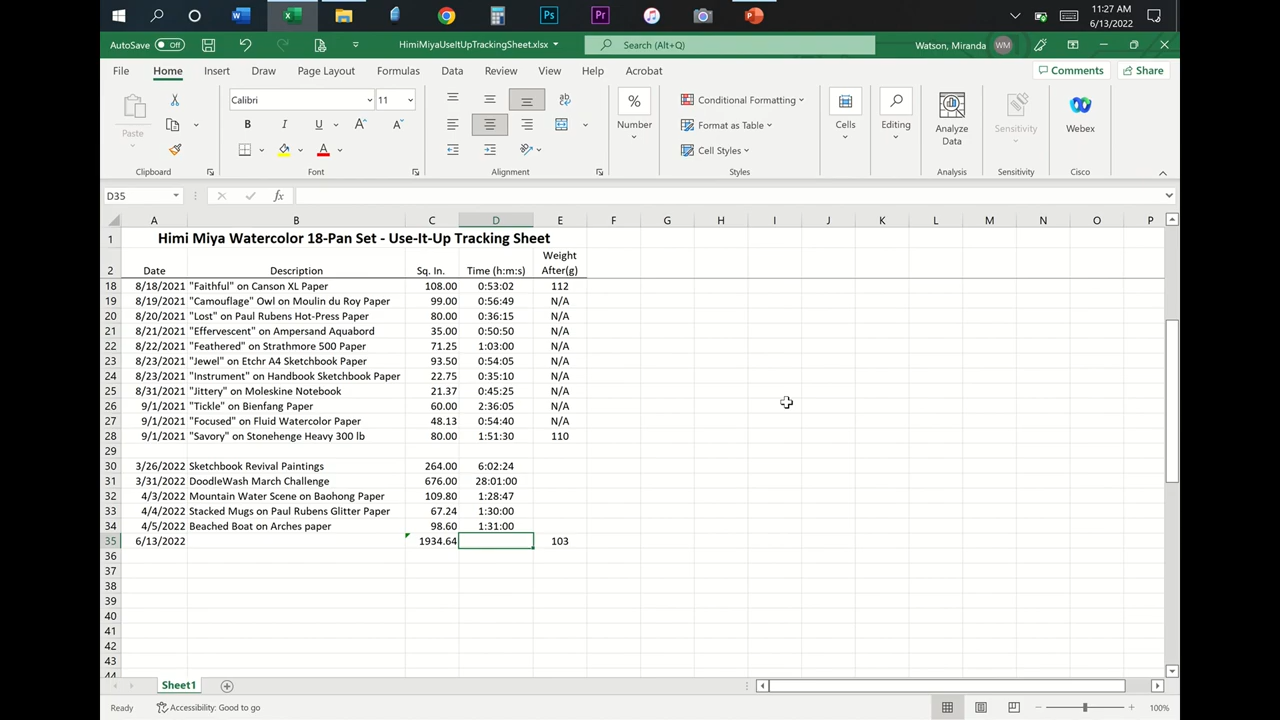 11:27 AM
6/13/2022
AutoSave Off
HimiMiyaUseItUpTrackingSheet.xlsx
Search (Alt+Q)
Watson, Miranda WM
File Home Insert Draw Page Layout Formulas Data Review View Help Acrobat Comments Share
Paste
Calibri 11
B I U
Number
Conditional Formatting
Format as Table
Cell Styles
Cells
Editing
Analyze
Data
Sensitivity
Webex
Clipboard Font Alignment Styles Analysis Sensitivity Cisco
D35 fx
A B C D E F G H I J K L M N O P
1 Himi Miya Watercolor 18-Pan Set - Use-It-Up Tracking Sheet
Weight
2 Date Description Sq. In. Time (h:m:s) After(g)
18 8/18/2021 "Faithful" on Canson XL Paper 108.00 0:53:02 112
19 8/19/2021 "Camouflage" Owl on Moulin du Roy Paper 99.00 0:56:49 N/A
20 8/20/2021 "Lost" on Paul Rubens Hot-Press Paper 80.00 0:36:15 N/A
21 8/21/2021 "Effervescent" on Ampersand Aquabord 35.00 0:50:50 N/A
22 8/22/2021 "Feathered" on Strathmore 500 Paper 71.25 1:03:00 N/A
23 8/23/2021 "Jewel" on Etchr A4 Sketchbook Paper 93.50 0:54:05 N/A
24 8/23/2021 "Instrument" on Handbook Sketchbook Paper 22.75 0:35:10 N/A
25 8/31/2021 "Jittery" on Moleskine Notebook 21.37 0:45:25 N/A
26 9/1/2021 "Tickle" on Bienfang Paper 60.00 2:36:05 N/A
27 9/1/2021 "Focused" on Fluid Watercolor Paper 48.13 0:54:40 N/A
28 9/1/2021 "Savory" on Stonehenge Heavy 300 lb 80.00 1:51:30 110
29
30 3/26/2022 Sketchbook Revival Paintings 264.00 6:02:24
31 3/31/2022 DoodleWash March Challenge 676.00 28:01:00
32 4/3/2022 Mountain Water Scene on Baohong Paper 109.80 1:28:47
33 4/4/2022 Stacked Mugs on Paul Rubens Glitter Paper 67.24 1:30:00
34 4/5/2022 Beached Boat on Arches paper 98.60 1:31:00
35 6/13/2022 1934.64 103
36
37
38
39
40
41
42
43
44
Sheet1
Ready Accessibility: Good to go 100%